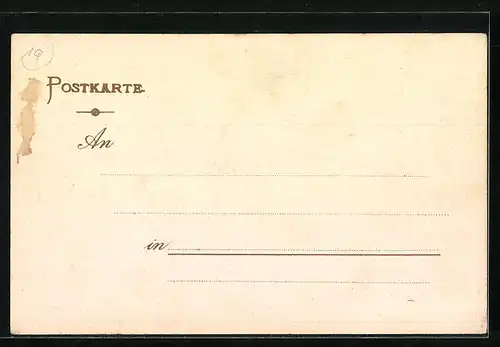 19
POSTKARTE.
An
in